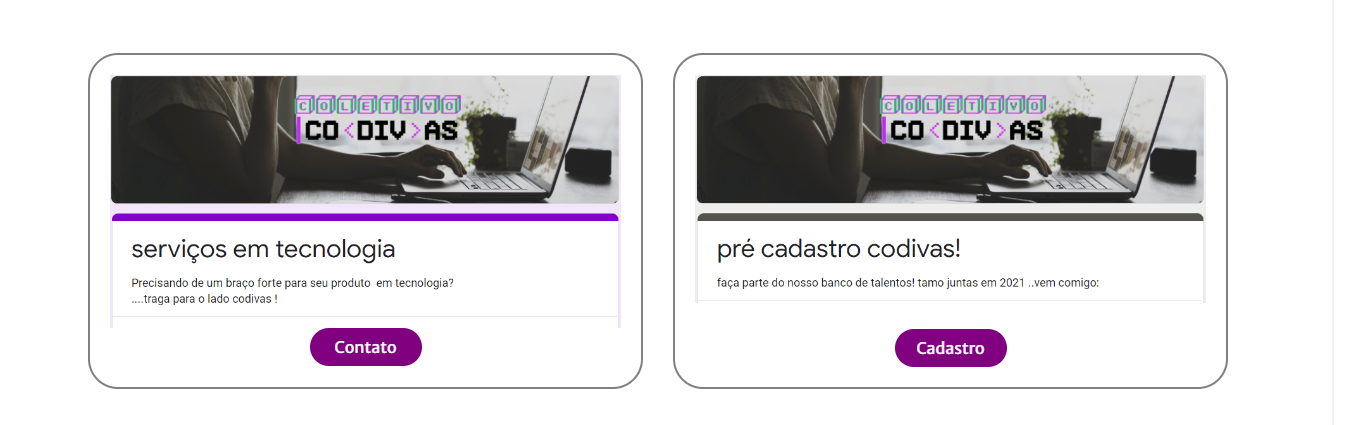 COLETIVO
CO<DIV>AS
serviços em tecnologia
Precisando de um braço forte para seu produto  em tecnologia?
....traga para o lado codivas !
Contato
COLETIVO
CO<DIV>AS
pré cadastro codivas!
faça parte do nosso banco de talentos! tamo juntas em 2021 ..vem comigo:
Cadastro